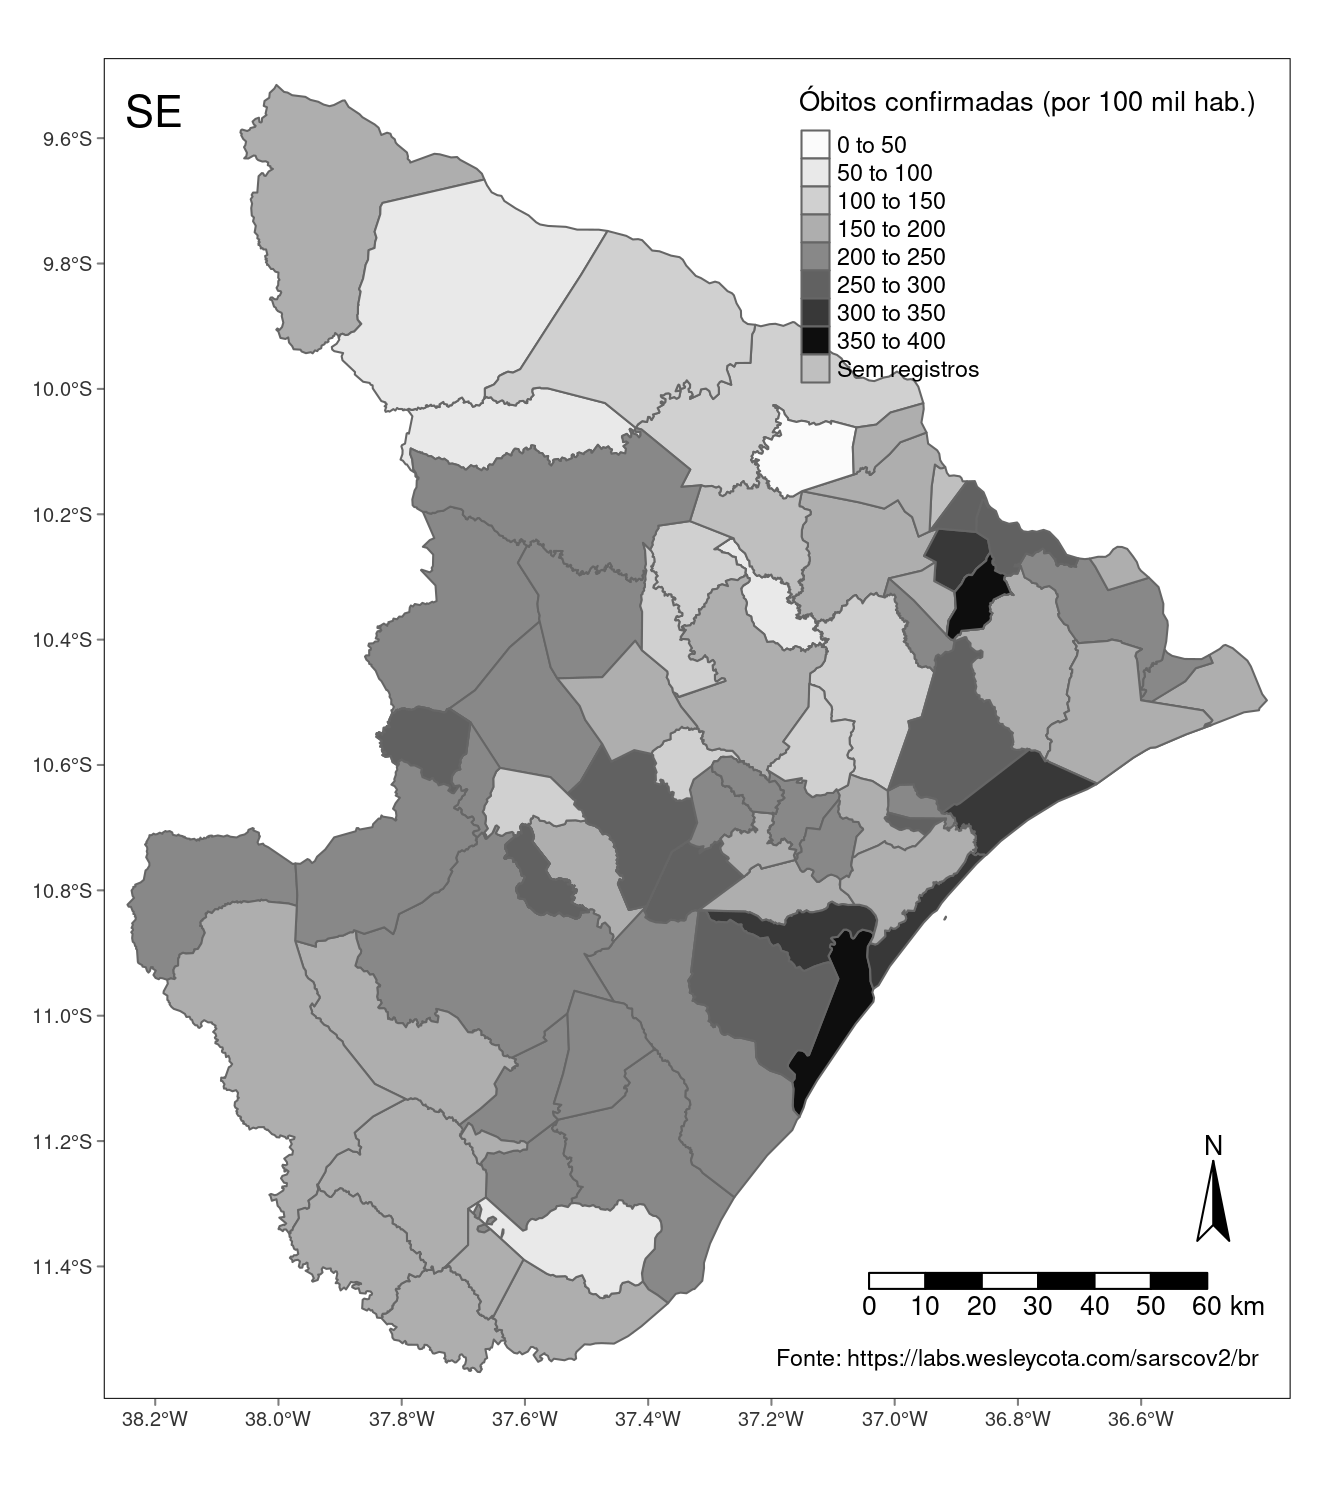 SE
Óbitos confirmadas (por 100 mil hab.)
0 to 50
50 to 100
100 to 150
150 to 200
200 to 250
250 to 300
300 to 350
350 to 400
Sem registros
9.6°S
9.8°S
10.0°S
10.2°S
10.4°S
10.6°S
10.8°S
11.0°S
11.2°S
11.4°S
N
0 10 20 30 40 50 60 km
Fonte: https://labs.wesleycota.com/sarscov2/br
38.2°W 38.0°W 37.8°W 37.6°W 37.4°W 37.2°W 37.0°W 36.8°W 36.6°W